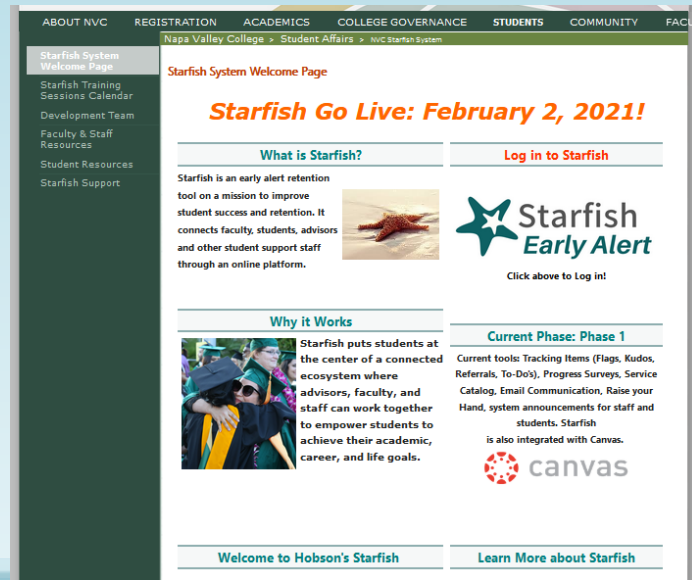 ABOUT NVC REGISTRATION ACADEMICS COLLEGE GOVERNANCE STUDENTS COMMUNITY
Napa Valley College > Student Affairs > NVC Starfish System
Starfish System
Welcome Page
Starfish Training
Sessions Calendar
Development Team
Faculty & Staff
Resources
Student Resources
Starfish Support
Starfish System Welcome Page
Starfish Go Live: February 2, 2021!
What is Starfish?
Starfish is an early alert retention
tool on a mission to improve
student success and retention. It
connects faculty, students, advisors
and other student support staff
through an online platform.
Log in to Starfish
Starfish
Early Alert
Click above to Log in!
Why it Works
Starfish puts students at
the center of a connected
ecosystem where
advisors, faculty, and
staff can work together
to empower students to
achieve their academic,
career, and life goals.
Current Phase: Phase 1
Current tools: Tracking Items (Flags, Kudos,
Referrals, To-Do's), Progress Surveys, Service
Catalog, Email Communication, Raise your
Hand, system announcements for staff and
students. Starfish
is also integrated with Canvas.
canvas
Welcome to Hobson's Starfish
Learn More about Starfish